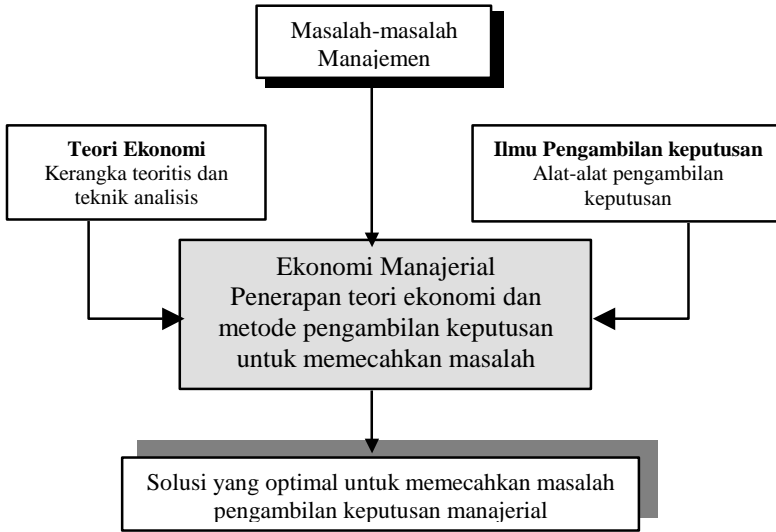 Masalah-masalah
Manajemen
Teori Ekonomi
Kerangka teoritis dan
teknik analisis
Ilmu Pengambilan keputusan
Alat-alat pengambilan
keputusan
Ekonomi Manajerial
Penerapan teori ekonomi dan
metode pengambilan keputusan
untuk memecahkan masalah
Solusi yang optimal untuk memecahkan masalah
pengambilan keputusan manajerial